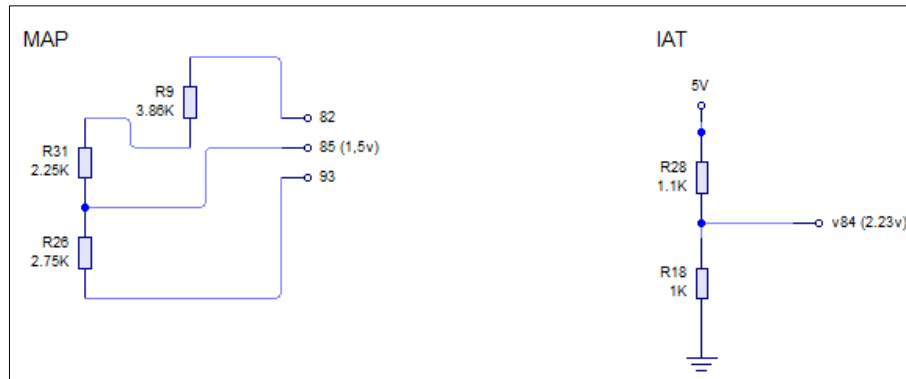 MAP
IAT
R9
3.86K
82
85 (1,5v)
93
R31
2.25K
R26
2.75K
5V
R28
1.1K
v84 (2.23v)
R18
1K